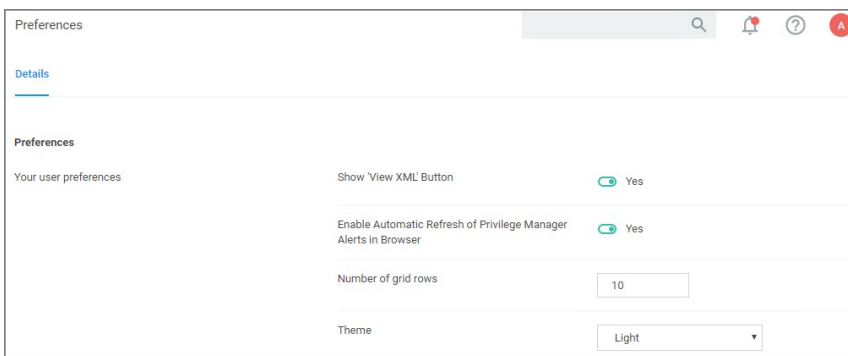 Preferences
A
Details
Preferences
Your user preferences
Show 'View XML' Button
Yes
Enable Automatic Refresh of Privilege Manager
Alerts in Browser
Yes
Number of grid rows
10
Theme
Light